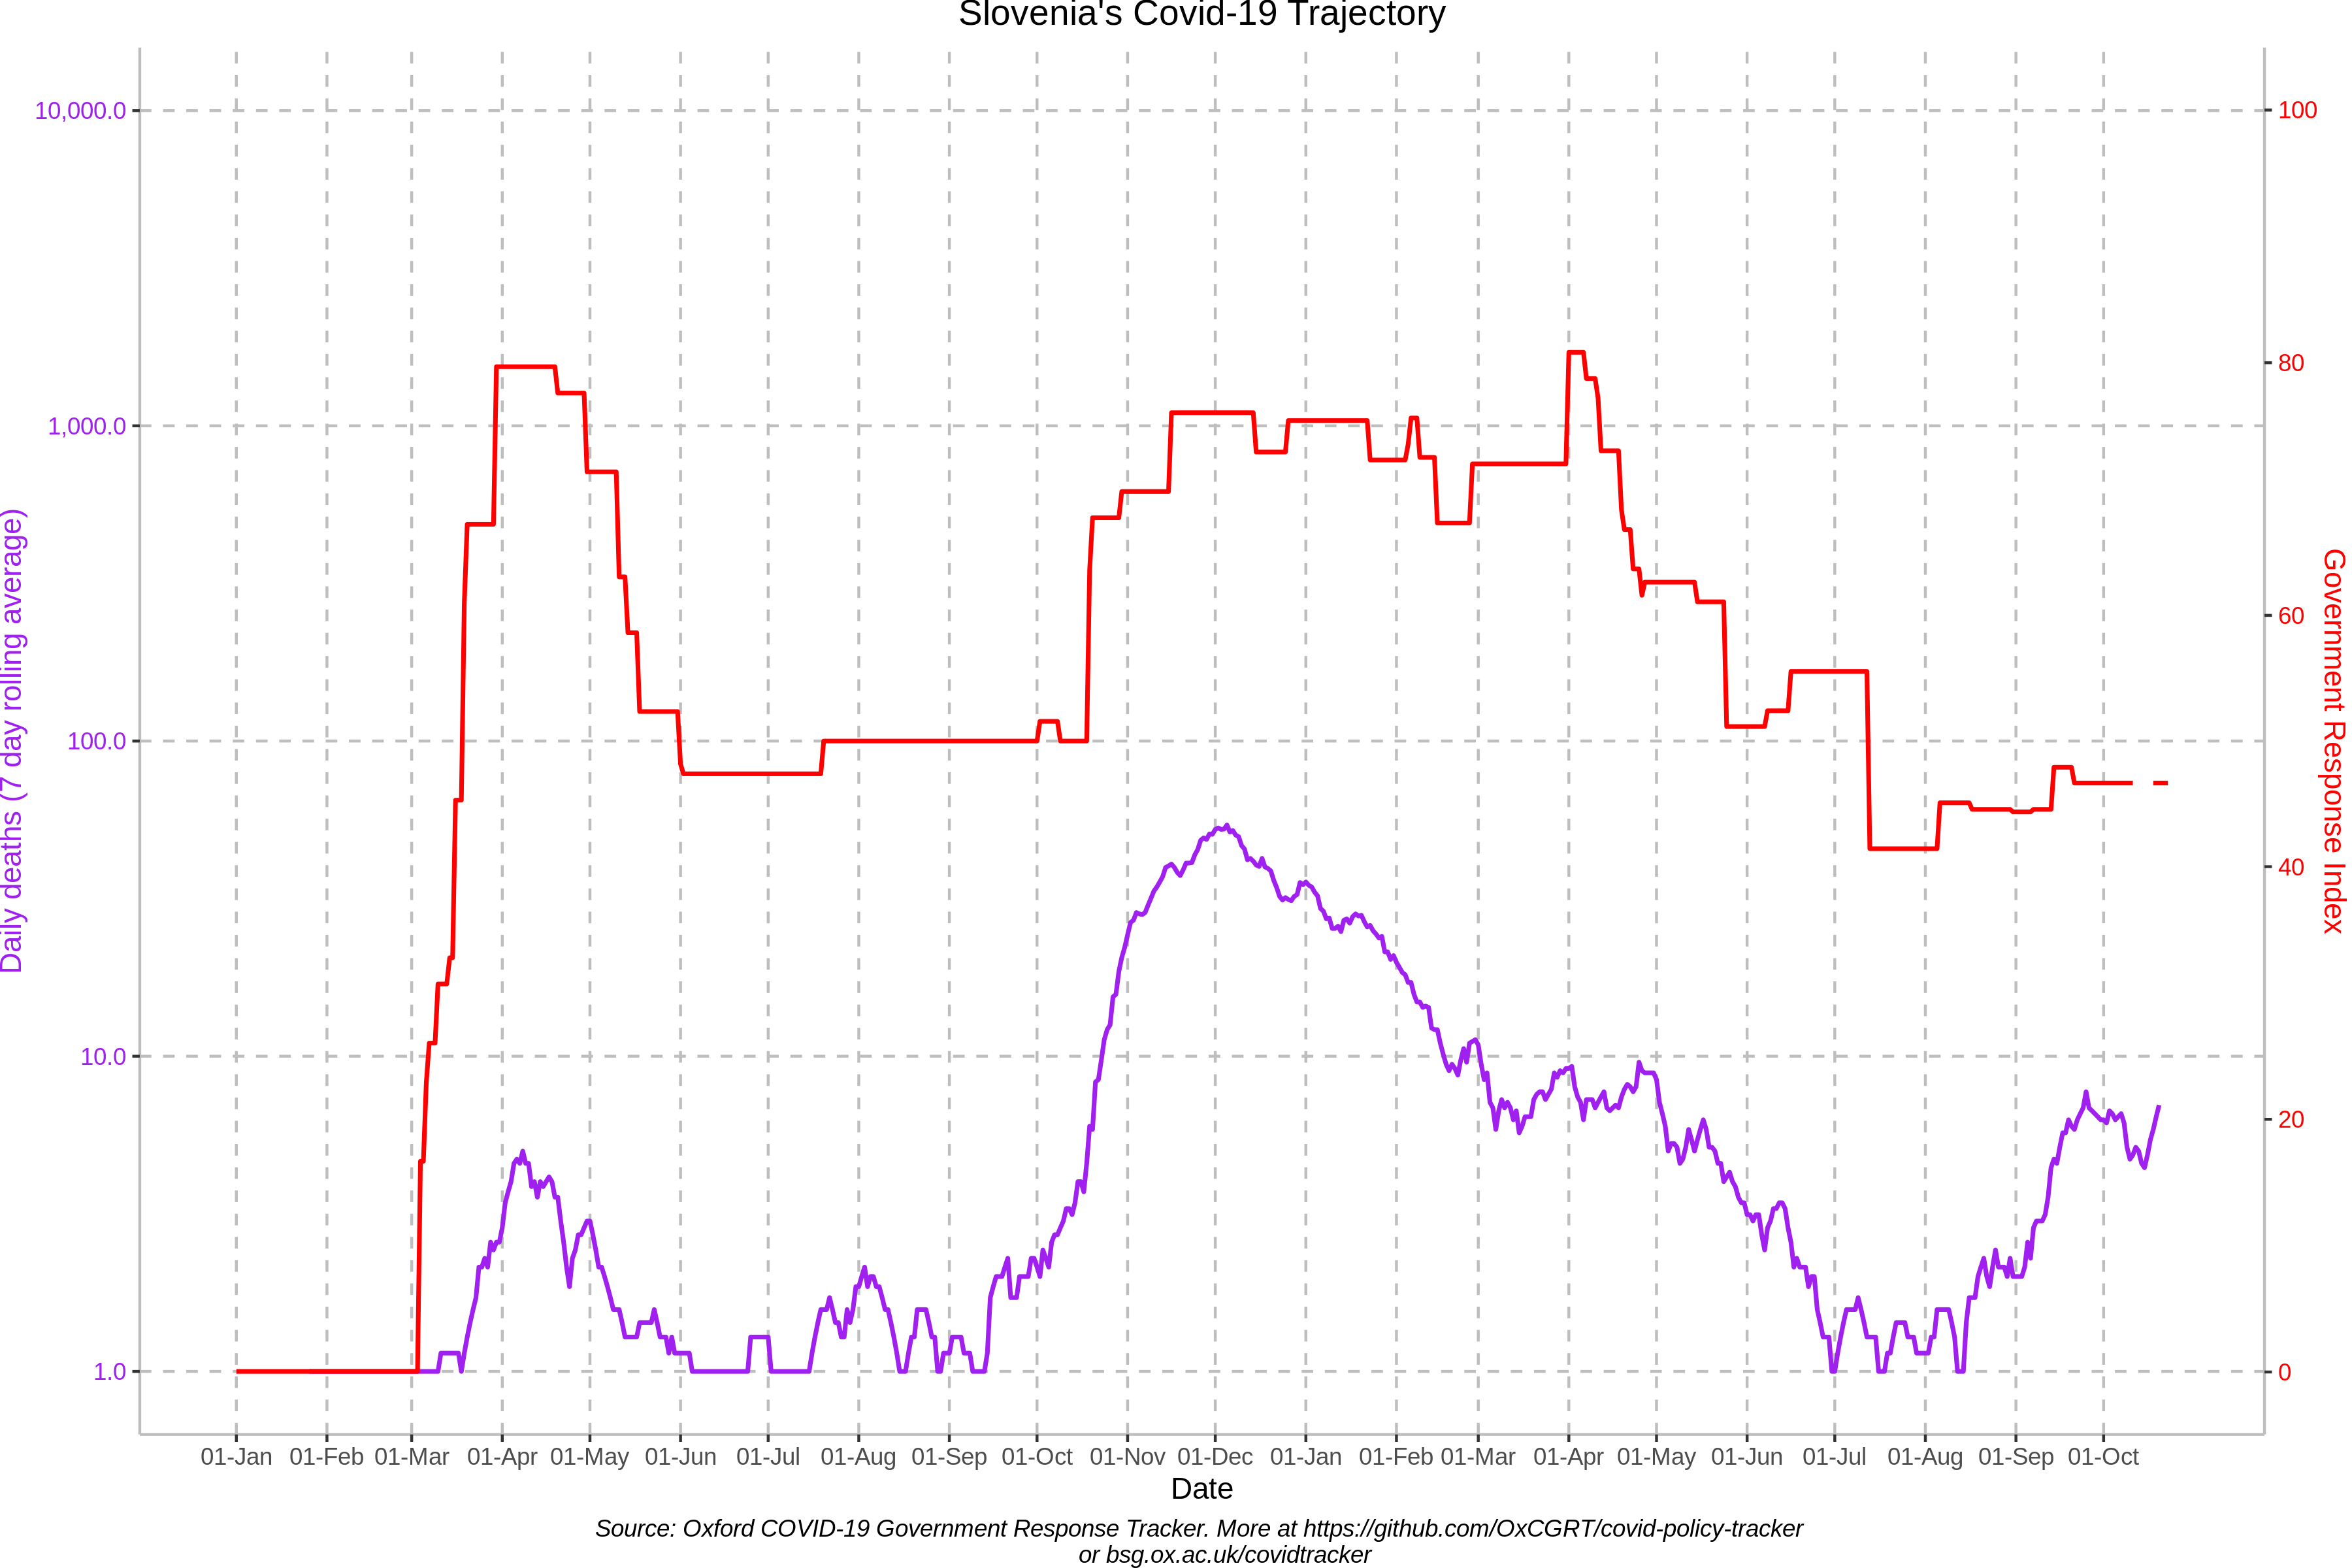 Slovenia's Covid-19 Trajectory
Daily deaths (7 day rolling average)
10,000.0
1,000.0
100.0
10.0
1.0
100
80
60
40
20
0
Government Response Index
01-Jan 01-Feb 01-Mar 01-Apr 01-May 01-Jun 01-Jul 01-Aug 01-Sep 01-Oct 01-Nov 01-Dec 01-Jan 01-Feb 01-Mar 01-Apr 01-May 01-Jun 01-Jul 01-Aug 01-Sep 01-Oct
Date
Source: Oxford COVID-19 Government Response Tracker. More at https://github.com/OxCGRT/covid-policy-tracker
or bsg.ox.ac.uk/covidtracker